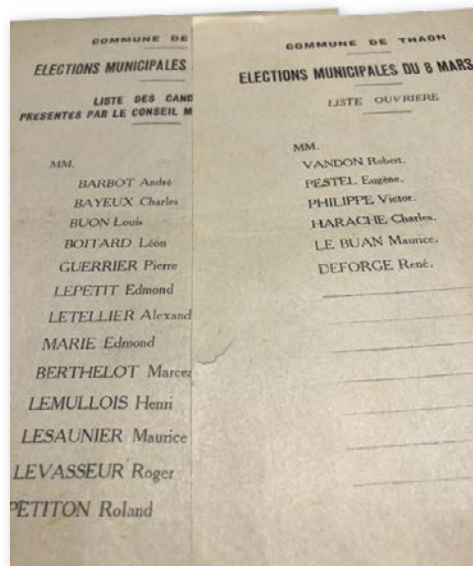 COMMUNE DE
ELECTIONS MUNICIPALES
LISTE DES CAND
PRESENTES PAR LE CONSEIL M
MM.
BARBOT André
BAYEUX Charles
BUON Louis
BOITARD Léon
GUERRIER Pierre
LEPETIT Edmond
LETELLIER Alexand
MARIE Edmond
BERTHELOT Marcea
LEMULLOIS Henri
LESAUNIER Maurice
LEVASSEUR Roger
PETITON Roland
COMMUNE DE THAON
ELECTIONS MUNICIPALES DU 8 MARS
LISTE OUVRIERE
MM.
VANDON Robert.
PESTEL Eugène.
PHILIPPE Victor.
HARACHE Charles.
LE BUAN Maurice.
DEFORGE René.